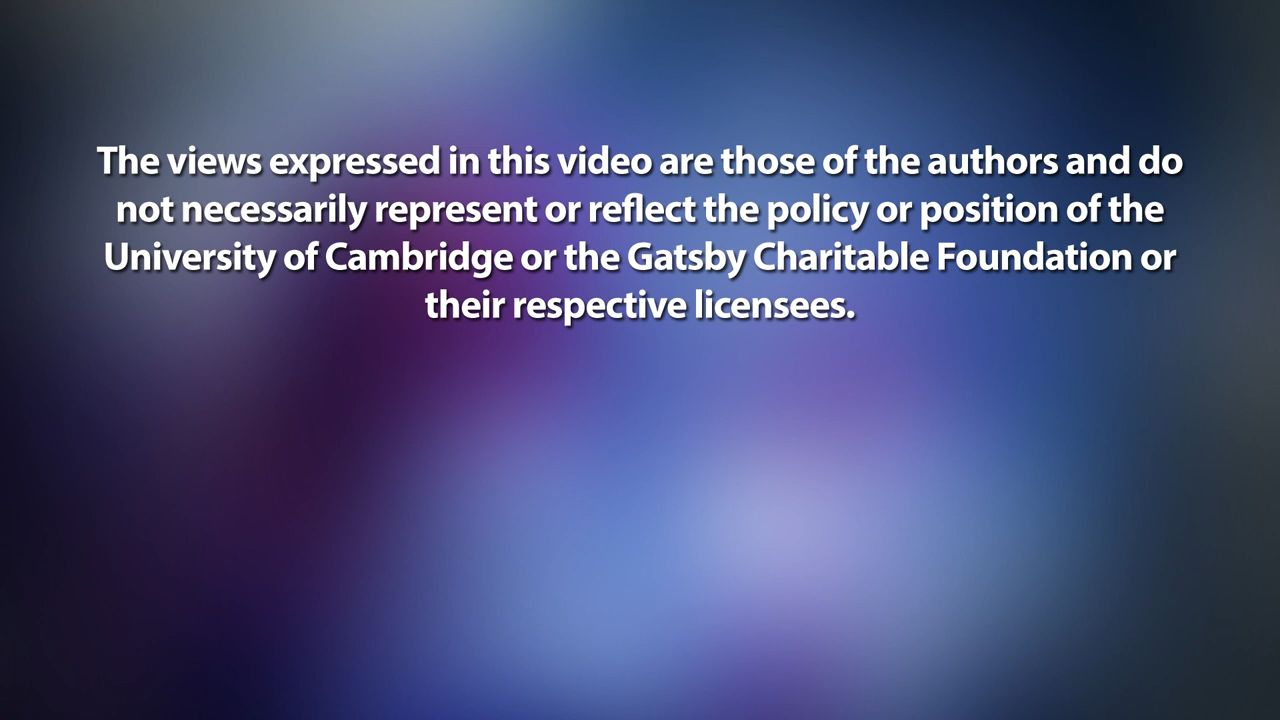 The views expressed in this video are those of the authors and do
not necessarily represent or reflect the policy or position of the
University of Cambridge or the Gatsby Charitable Foundation or
their respective licensees.